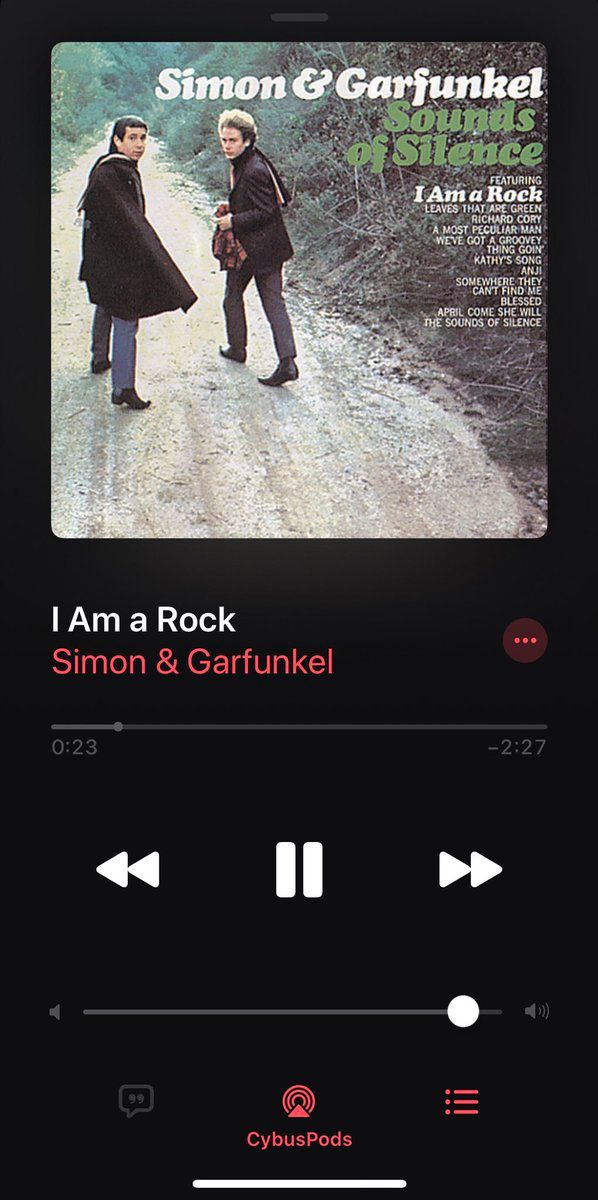 Simon & Garfunkel
Sounds
of Silence
FEATURING
I Am a Rock
LEAVES THAT ARE GREEN
RICHARD CORY
A MOST PECULIAR MAN
WE'VE GOT A GROOVEY
THING GOIN'
KATHY'S SONG
ANJI
SOMEWHERE THEY
CAN'T FIND ME
BLESSED
APRIL COME SHE WILL
THE SOUNDS OF SILENCE
I Am a Rock
Simon & Garfunkel
0:23 −2:27
CybusPods